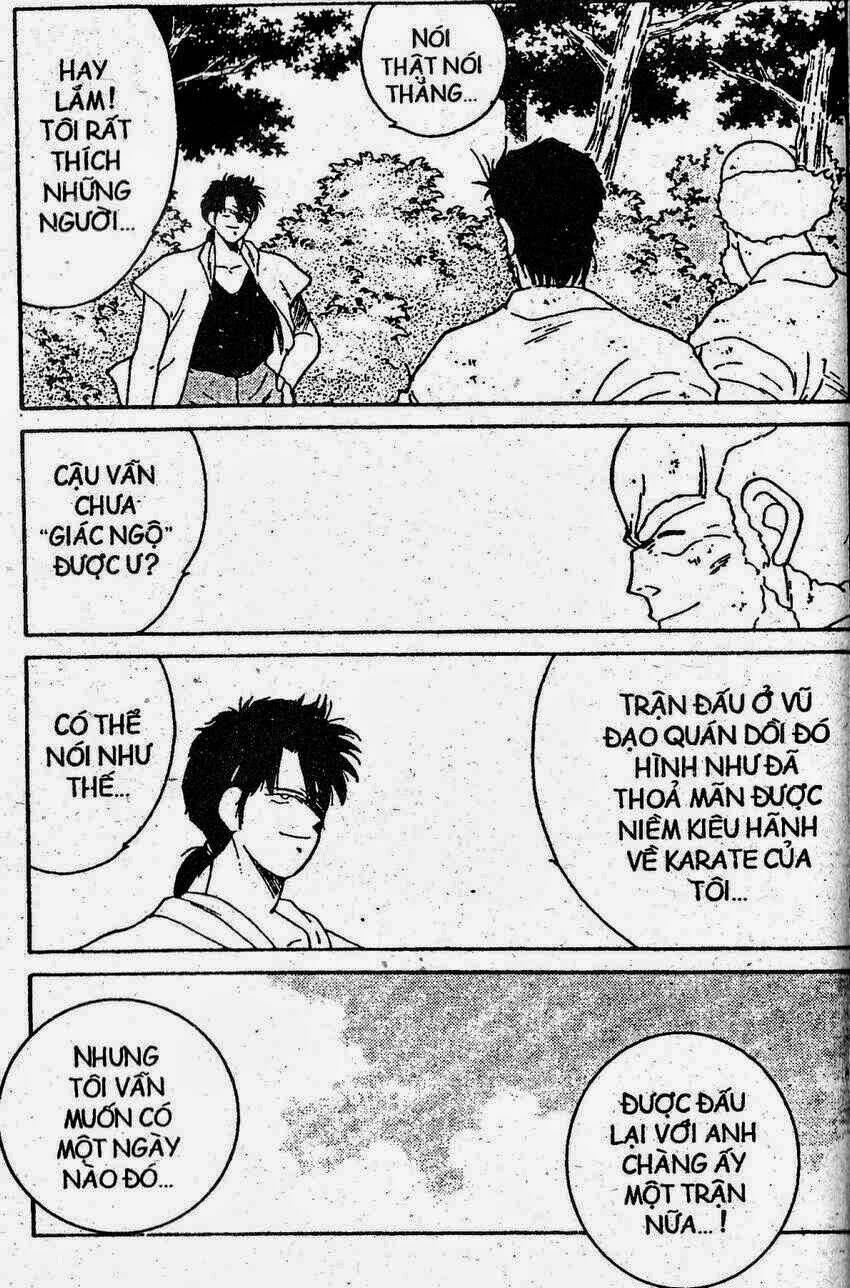 HAY
LẮM!
TÔI RẤT
THÍCH
NHỮNG
NGƯỜI...
NÓI
THẬT NÓI
THẲNG...
CẬU VẪN
CHƯA
"GIÁC NGỘ"
ĐƯỢC Ư?
CÓ THỂ
NÓI NHƯ
THẾ...
TRẬN ĐẤU Ở VŨ
ĐẠO QUÁN DỒI ĐÓ
HÌNH NHƯ ĐÃ
THOẢ MÃN ĐƯỢC
NIỀM KIÊU HÃNH
VỀ KARATE CỦA
TÔI...
NHƯNG
TÔI VẪN
MUỐN CÓ
MỘT NGÀY
NÀO ĐÓ...
ĐƯỢC ĐẤU
LẠI VỚI ANH
CHÀNG ẤY
MỘT TRẬN
NỮA...!